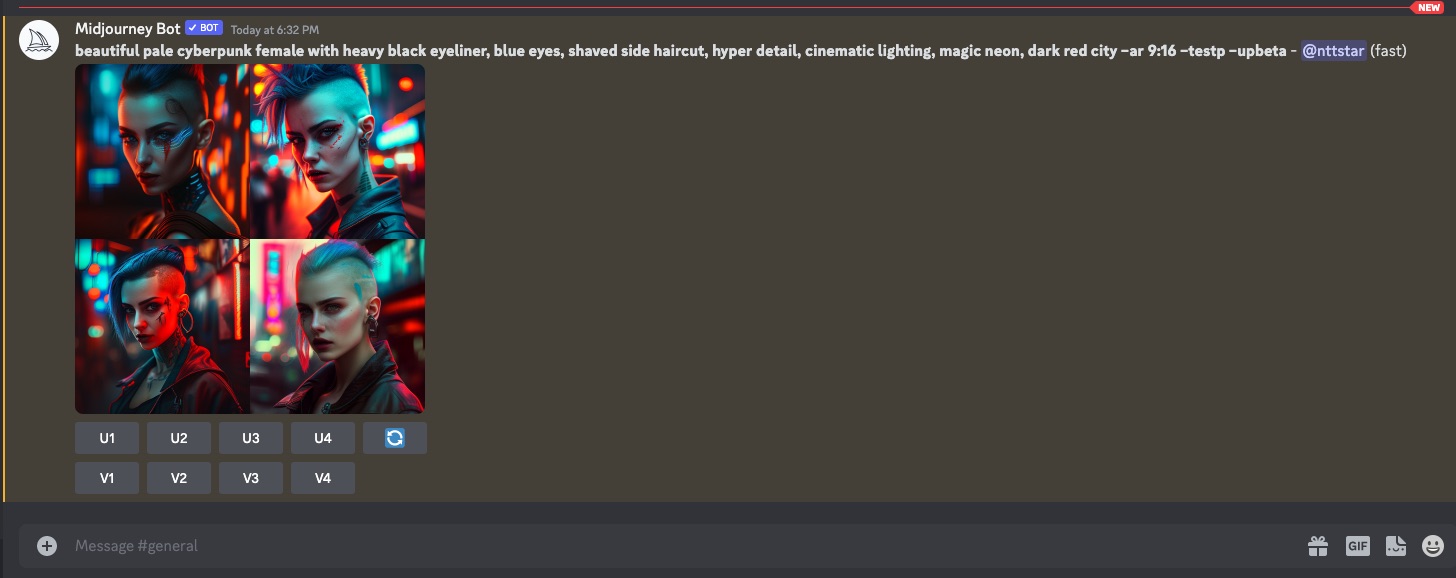 NEW
Midjourney Bot ✓ BOT Today at 6:32 PM
beautiful pale cyberpunk female with heavy black eyeliner, blue eyes, shaved side haircut, hyper detail, cinematic lighting, magic neon, dark red city –ar 9:16 –testp –upbeta - @nttstar (fast)
U1 U2 U3 U4
V1 V2 V3 V4
Message #general GIF